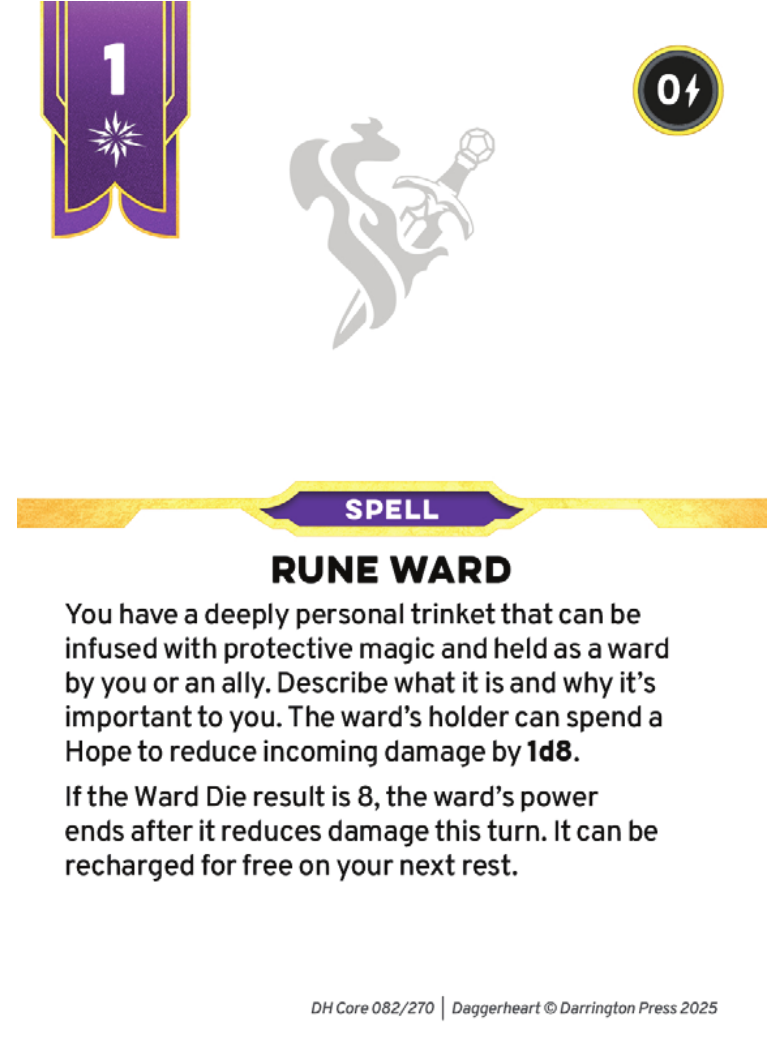 1
0
SPELL
RUNE WARD
You have a deeply personal trinket that can be
infused with protective magic and held as a ward
by you or an ally. Describe what it is and why it’s
important to you. The ward’s holder can spend a
Hope to reduce incoming damage by 1d8.
If the Ward Die result is 8, the ward’s power
ends after it reduces damage this turn. It can be
recharged for free on your next rest.
DH Core 082/270 | Daggerheart © Darrington Press 2025